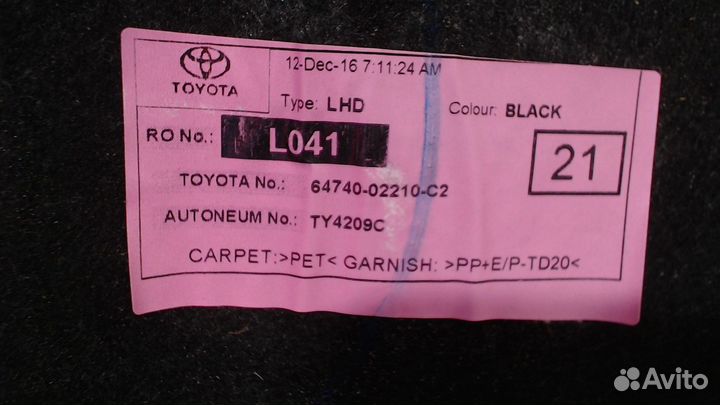 12-Dec-16 7:11:24 AM
TOYOTA
Type: LHD Colour: BLACK
RO No.: L041
21
TOYOTA No.: 64740-02210-C2
AUTONEUM No.: TY4209C
CARPET:>PET< GARNISH: >PP+E/P-TD20<
Avito